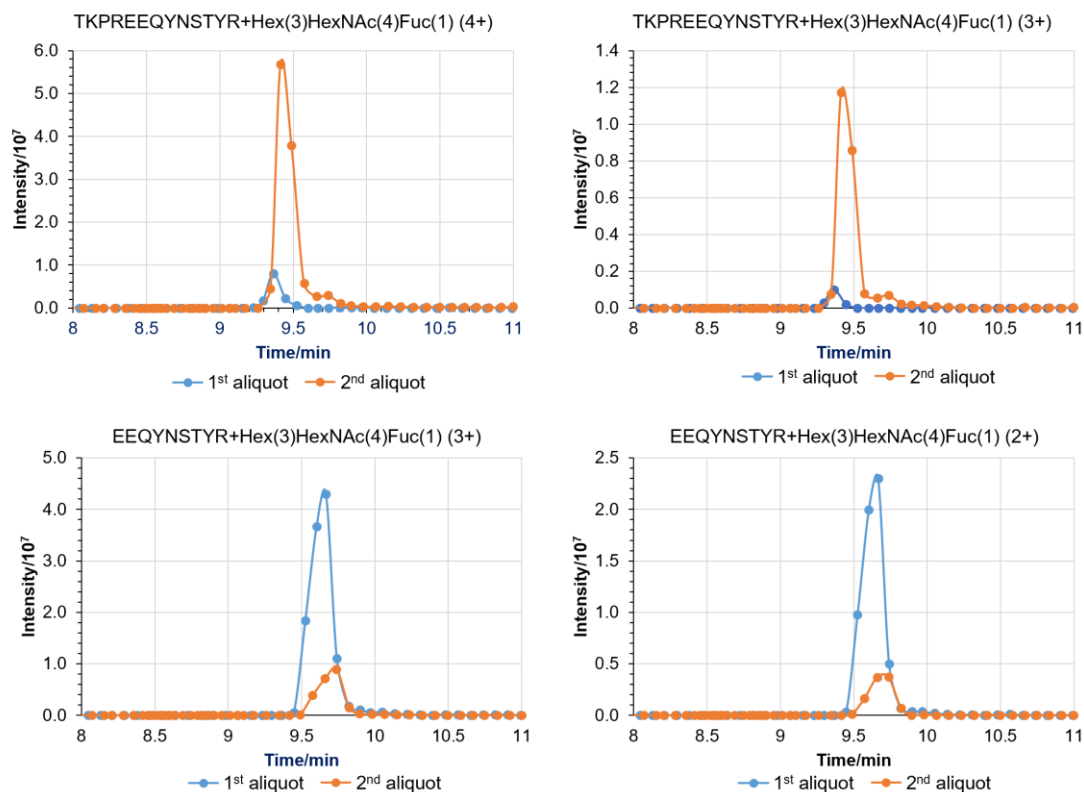 TKPREEQYNSTYR+Hex(3)HexNAc(4)Fuc(1) (4+)
Intensity/10⁷
6.0
5.0
4.0
3.0
2.0
1.0
0.0
8 8.5 9 9.5 10 10.5 11
Time/min
1ˢᵗ aliquot 2ⁿᵈ aliquot
TKPREEQYNSTYR+Hex(3)HexNAc(4)Fuc(1) (3+)
Intensity/10⁷
1.4
1.2
1.0
0.8
0.6
0.4
0.2
0.0
8 8.5 9 9.5 10 10.5 11
Time/min
1ˢᵗ aliquot 2ⁿᵈ aliquot
EEQYNSTYR+Hex(3)HexNAc(4)Fuc(1) (3+)
Intensity/10⁷
5.0
4.0
3.0
2.0
1.0
0.0
8 8.5 9 9.5 10 10.5 11
Time/min
1ˢᵗ aliquot 2ⁿᵈ aliquot
EEQYNSTYR+Hex(3)HexNAc(4)Fuc(1) (2+)
Intensity/10⁷
2.5
2.0
1.5
1.0
0.5
0.0
8 8.5 9 9.5 10 10.5 11
Time/min
1ˢᵗ aliquot 2ⁿᵈ aliquot